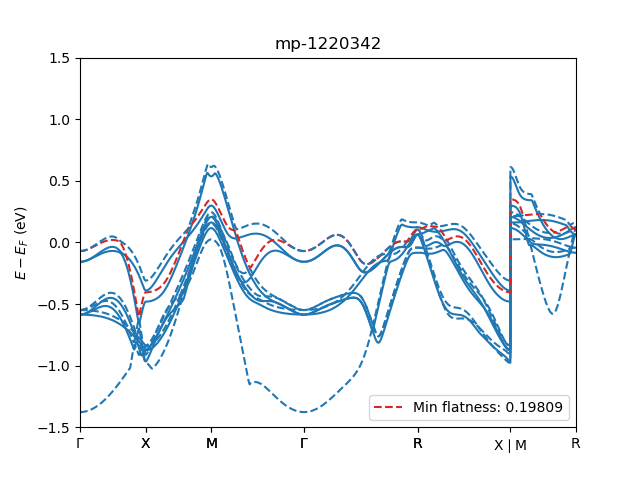 mp-1220342
1.5
1.0
0.5
0.0
−0.5
−1.0
−1.5
E − E_F (eV)
Min flatness: 0.19809
Γ X M Γ R X | M R